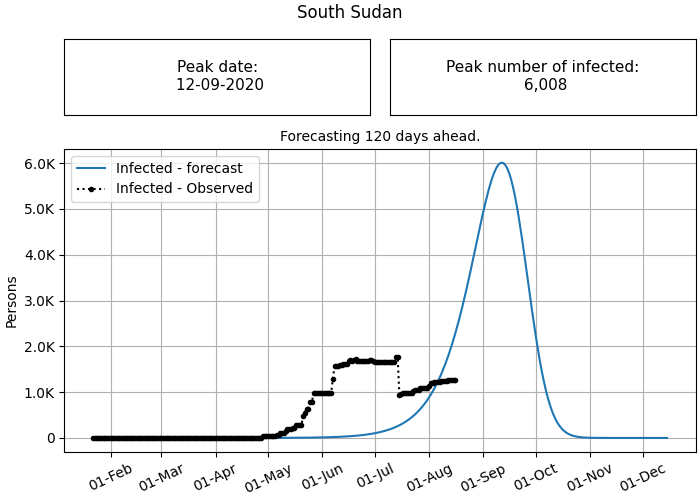 South Sudan
Peak date:
12-09-2020
Peak number of infected:
6,008
Forecasting 120 days ahead.
Infected - forecast
Infected - Observed
Persons
6.0K
5.0K
4.0K
3.0K
2.0K
1.0K
0
01-Feb
01-Mar
01-Apr
01-May
01-Jun
01-Jul
01-Aug
01-Sep
01-Oct
01-Nov
01-Dec